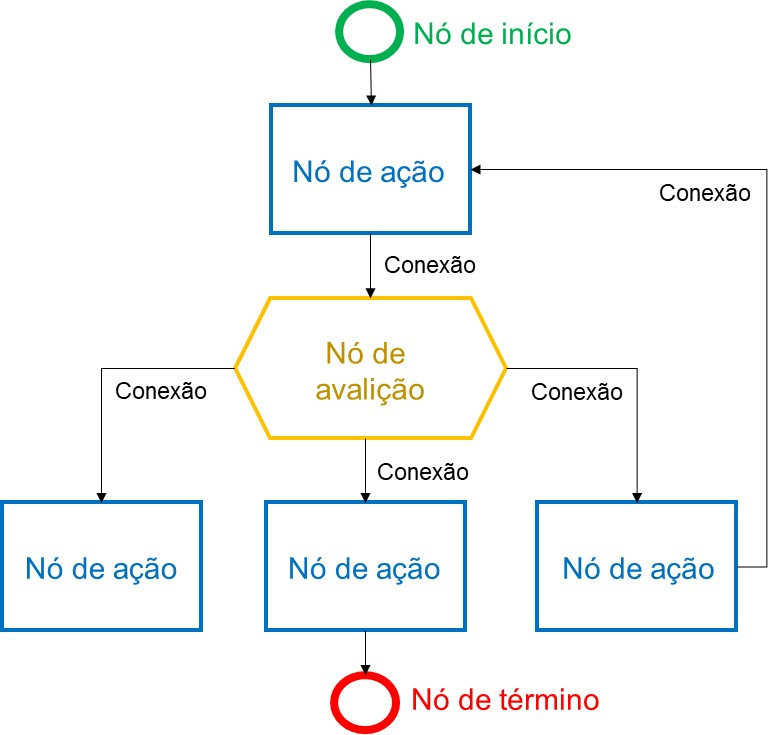 Nó de início
Nó de ação
Conexão
Conexão
Nó de
avalição
Conexão
Conexão
Conexão
Nó de ação
Nó de ação
Nó de ação
Nó de término